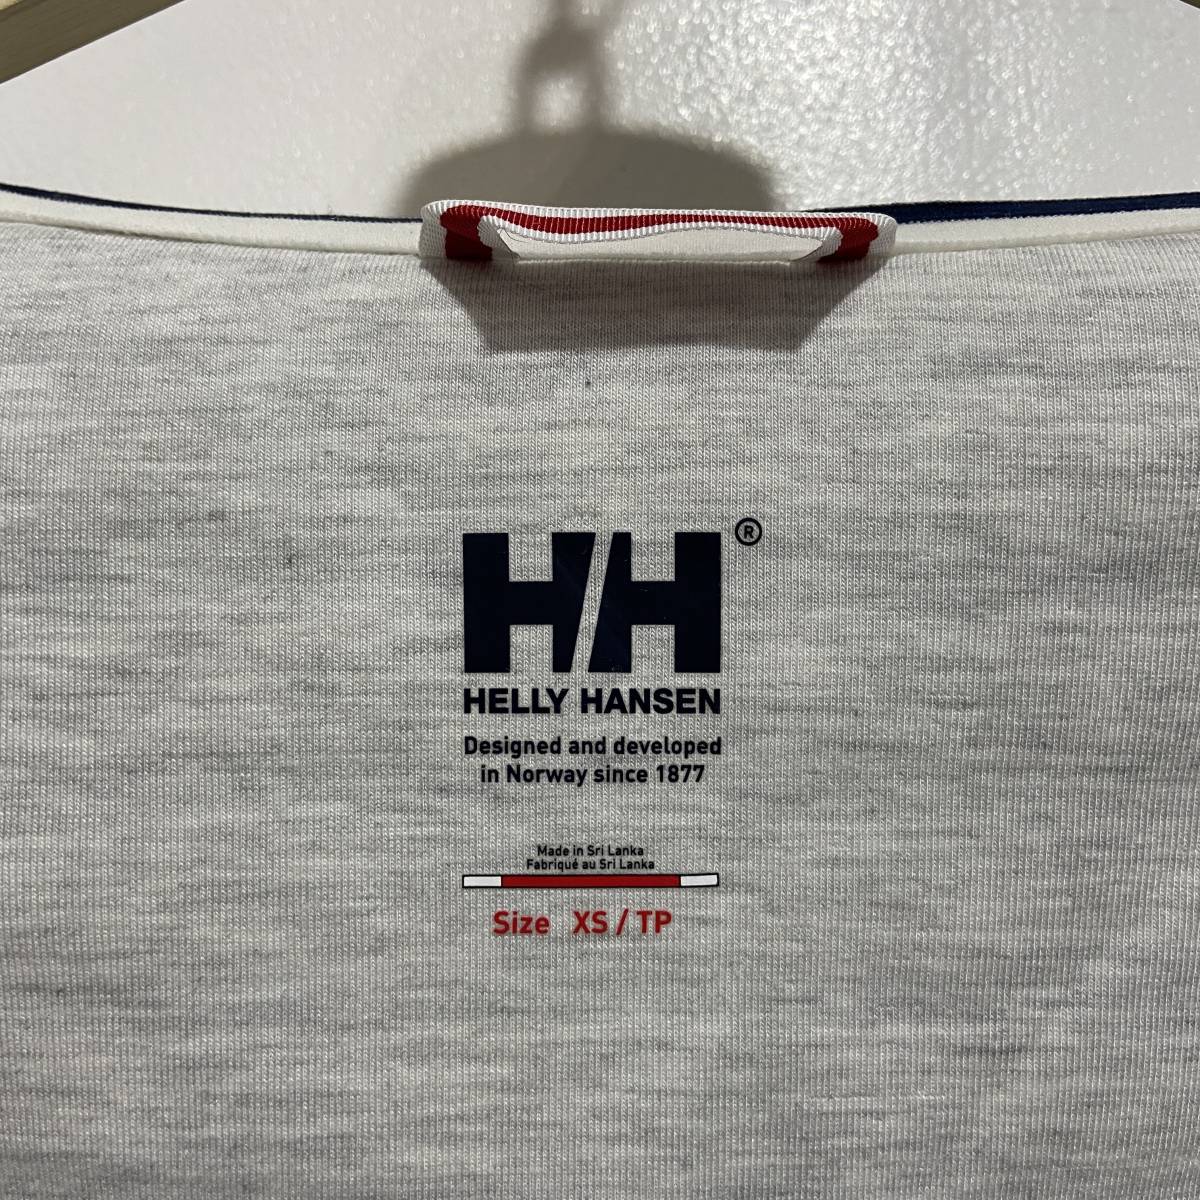 HH®
HELLY HANSEN
Designed and developed
in Norway since 1877
Made in Sri Lanka
Fabriqué au Sri Lanka
Size XS / TP